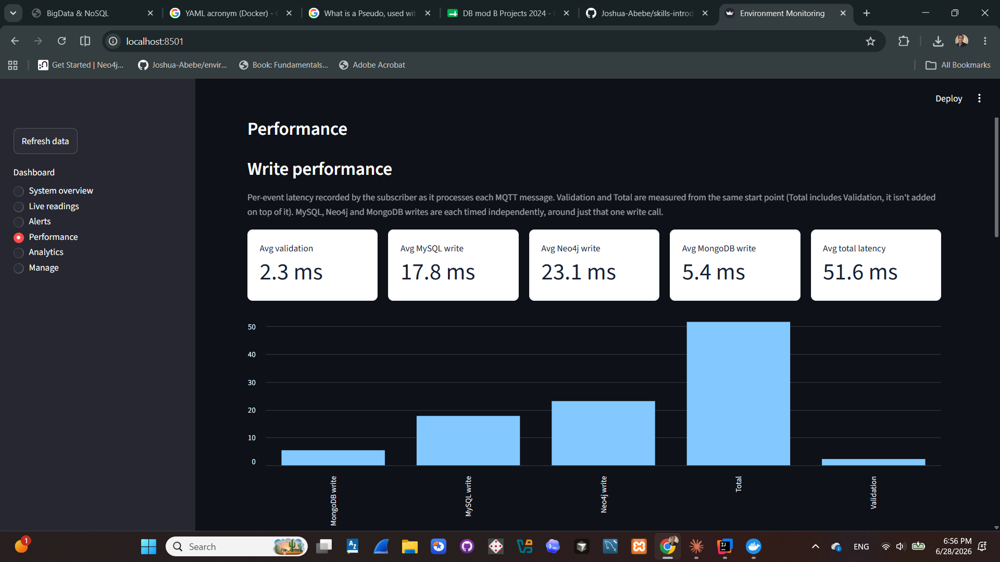 BigData & NoSQL
YAML acronym (Docker) -
What is a Pseudo, used wit
DB mod B Projects 2024 -
Joshua-Abebe/skills-introd
Environment Monitoring
localhost:8501
Get Started | Neo4j...
Joshua-Abebe/envir...
Book: Fundamentals...
Adobe Acrobat
All Bookmarks
Deploy
Refresh data
Dashboard
System overview
Live readings
Alerts
Performance
Analytics
Manage
Performance
Write performance
Per-event latency recorded by the subscriber as it processes each MQTT message. Validation and Total are measured from the same start point (Total includes Validation, it isn't added
on top of it). MySQL, Neo4j and MongoDB writes are each timed independently, around just that one write call.
Avg validation
2.3 ms
Avg MySQL write
17.8 ms
Avg Neo4j write
23.1 ms
Avg MongoDB write
5.4 ms
Avg total latency
51.6 ms
50
40
30
20
10
0
MongoDB write
MySQL write
Neo4j write
Total
Validation
1
Search
ENG
6:56 PM
6/28/2026